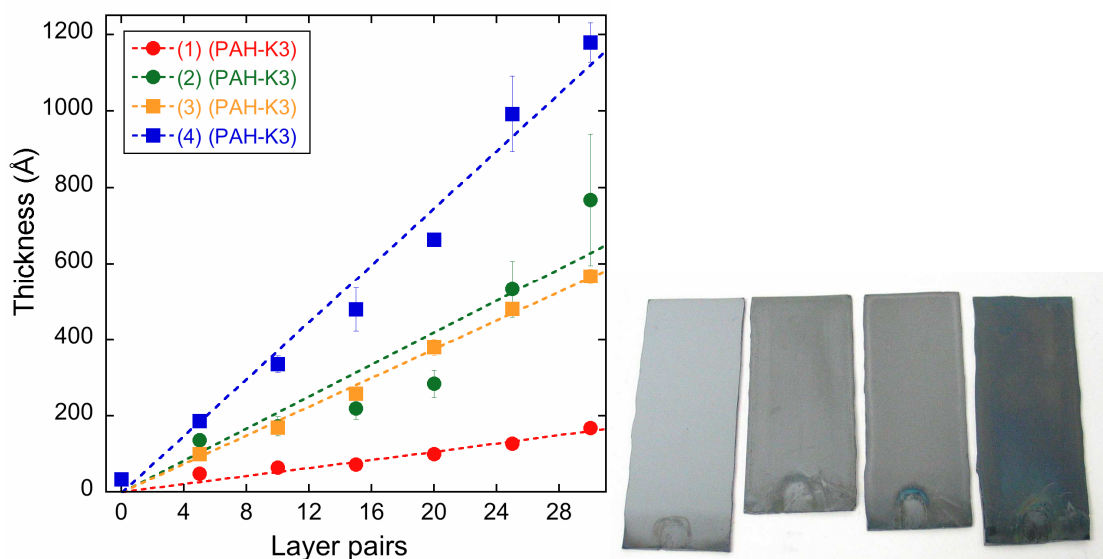 1200
1000
800
600
400
200
0
Thickness (Å)
(1) (PAH-K3)
(2) (PAH-K3)
(3) (PAH-K3)
(4) (PAH-K3)
0 4 8 12 16 20 24 28
Layer pairs